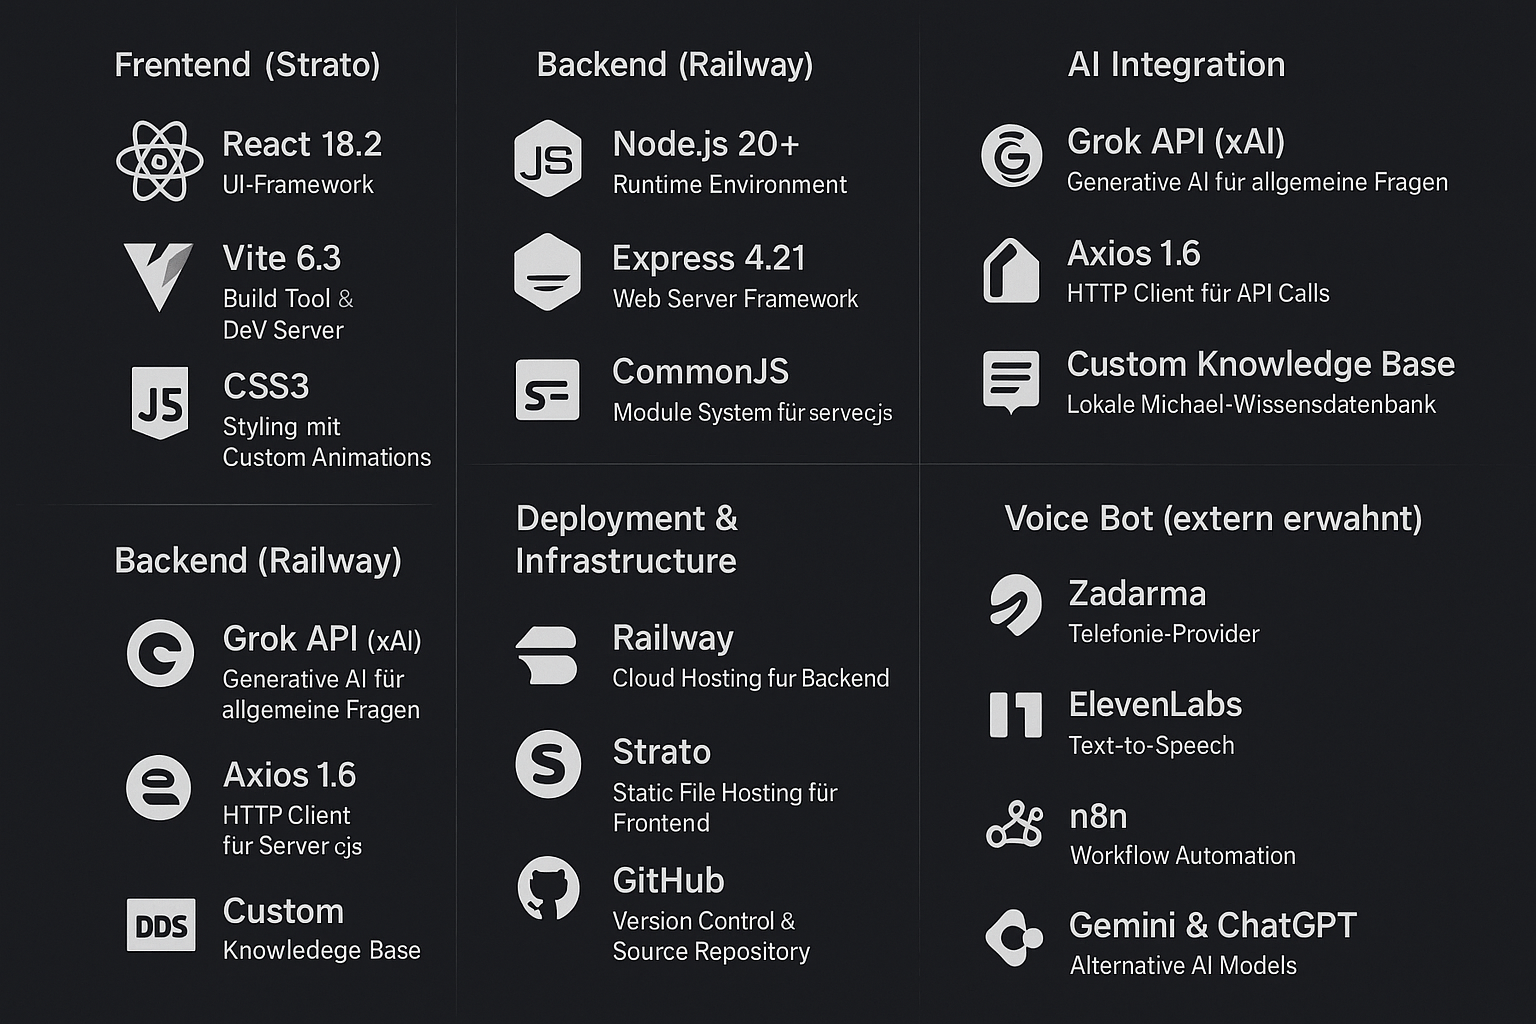 Frentend (Strato)
React 18.2
UI-Framework
Vite 6.3
Build Tool &
DeV Server
J5
CSS3
Styling mit
Custom Animations
Backend (Railway)
Grok API (xAI)
Generative AI für
allgemeine Fragen
Axios 1.6
HTTP Client
fur Server cjs
DDS
Custom
Knowledege Base
Backend (Railway)
JS
Node.js 20+
Runtime Environment
Express 4.21
Web Server Framework
CommonJS
Module System für servecjs
Deployment &
Infrastructure
Railway
Cloud Hosting fur Backend
S
Strato
Static File Hosting für
Frontend
GitHub
Version Control &
Source Repository
AI Integration
G
Grok API (xAI)
Generative AI für allgemeine Fragen
Axios 1.6
HTTP Client für API Calls
Custom Knowledge Base
Lokale Michael-Wissensdatenbank
Voice Bot (extern erwahnt)
Zadarma
Telefonie-Provider
ElevenLabs
Text-to-Speech
n8n
Workflow Automation
Gemini & ChatGPT
Alternative AI Models